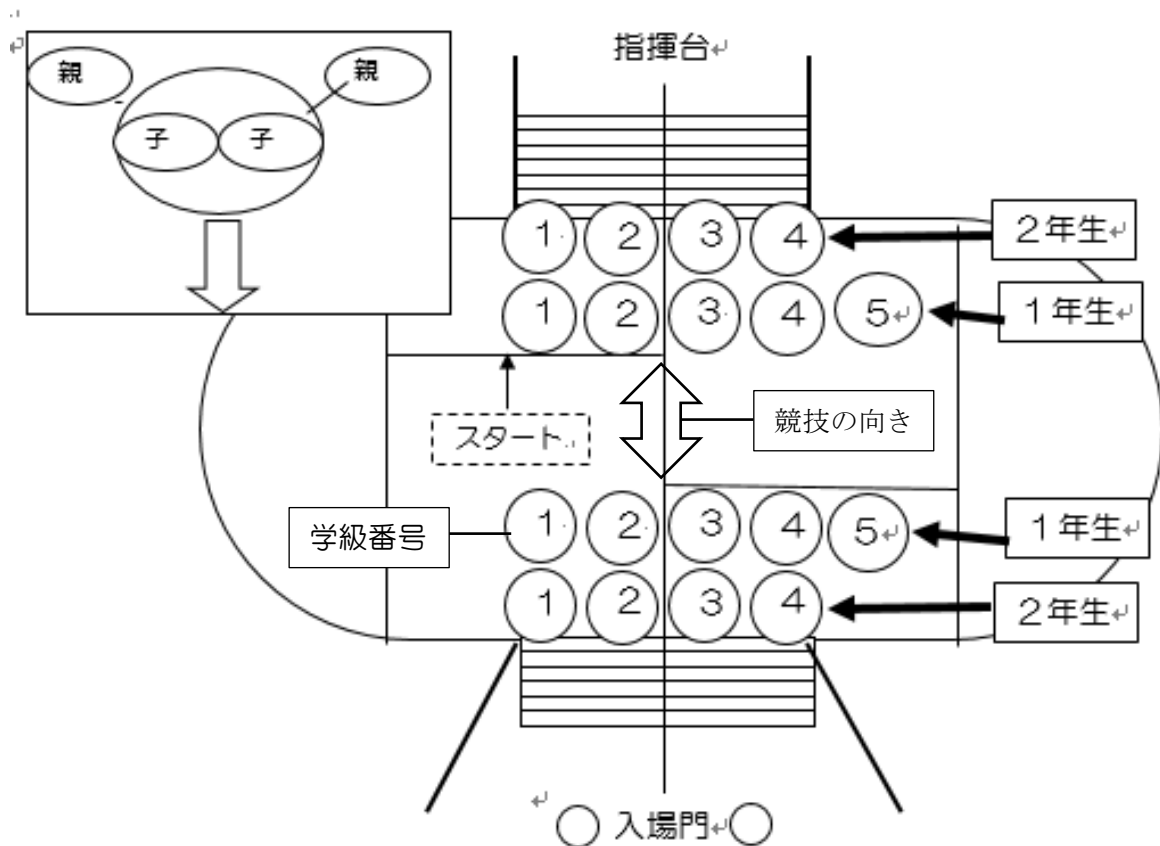 指揮台
親
親
子 子
1 2 3 4
2年生
1 2 3 4 5
1年生
スタート
競技の向き
1 2 3 4 5
1年生
学級番号
1 2 3 4
2年生
入場門